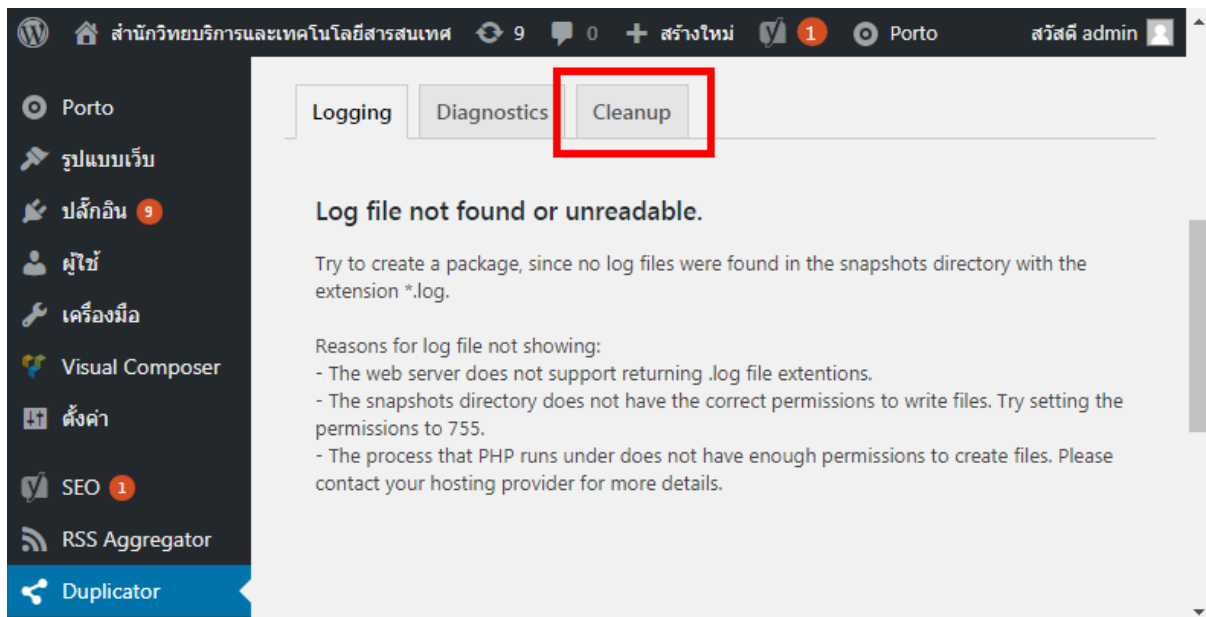 สำนักวิทยบริการและเทคโนโลยีสารสนเทศ 9 0 สร้างใหม่ 1 Porto สวัสดี admin
Porto
รูปแบบเว็บ
ปลั๊กอิน 9
ผู้ใช้
เครื่องมือ
Visual Composer
ตั้งค่า
SEO 1
RSS Aggregator
Duplicator
Logging Diagnostics Cleanup
Log file not found or unreadable.
Try to create a package, since no log files were found in the snapshots directory with the
extension *.log.
Reasons for log file not showing:
- The web server does not support returning .log file extentions.
- The snapshots directory does not have the correct permissions to write files. Try setting the
permissions to 755.
- The process that PHP runs under does not have enough permissions to create files. Please
contact your hosting provider for more details.